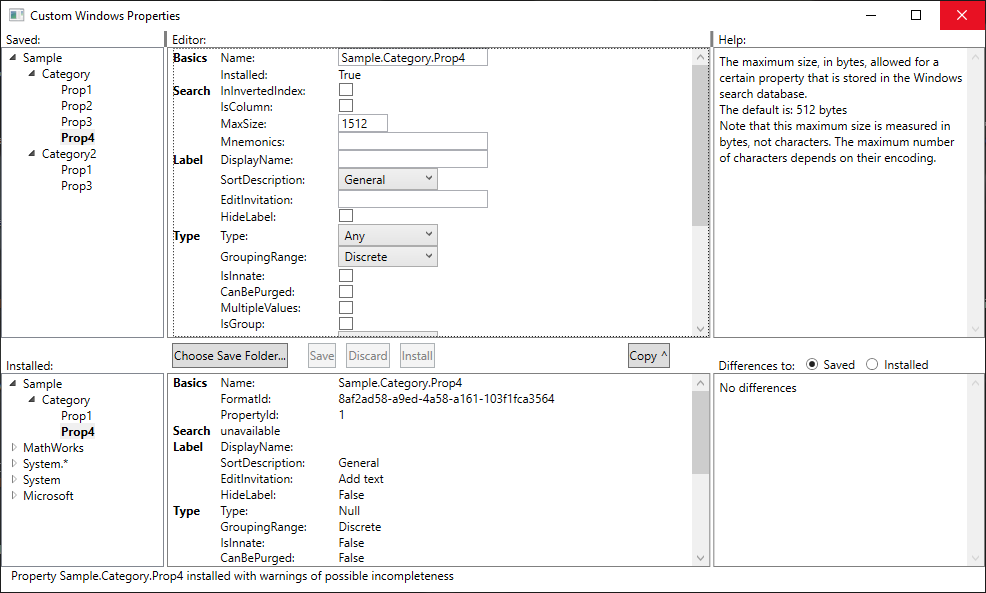 Custom Windows Properties
Saved:
Sample
Category
Prop1
Prop2
Prop3
Prop4
Category2
Prop1
Prop3
Editor:
Basics Name: Sample.Category.Prop4
Installed: True
Search InInvertedIndex:
IsColumn:
MaxSize: 1512
Mnemonics:
Label DisplayName:
SortDescription: General
EditInvitation:
HideLabel:
Type Type: Any
GroupingRange: Discrete
IsInnate:
CanBePurged:
MultipleValues:
IsGroup:
Help:
The maximum size, in bytes, allowed for a
certain property that is stored in the Windows
search database.
The default is: 512 bytes
Note that this maximum size is measured in
bytes, not characters. The maximum number
of characters depends on their encoding.
Choose Save Folder... Save Discard Install Copy ^
Installed:
Sample
Category
Prop1
Prop4
MathWorks
System.*
System
Microsoft
Basics Name: Sample.Category.Prop4
FormatId: 8af2ad58-a9ed-4a58-a161-103f1fca3564
PropertyId: 1
Search unavailable
Label DisplayName:
SortDescription: General
EditInvitation: Add text
HideLabel: False
Type Type: Null
GroupingRange: Discrete
IsInnate: False
CanBePurged: False
Differences to: Saved Installed
No differences
Property Sample.Category.Prop4 installed with warnings of possible incompleteness